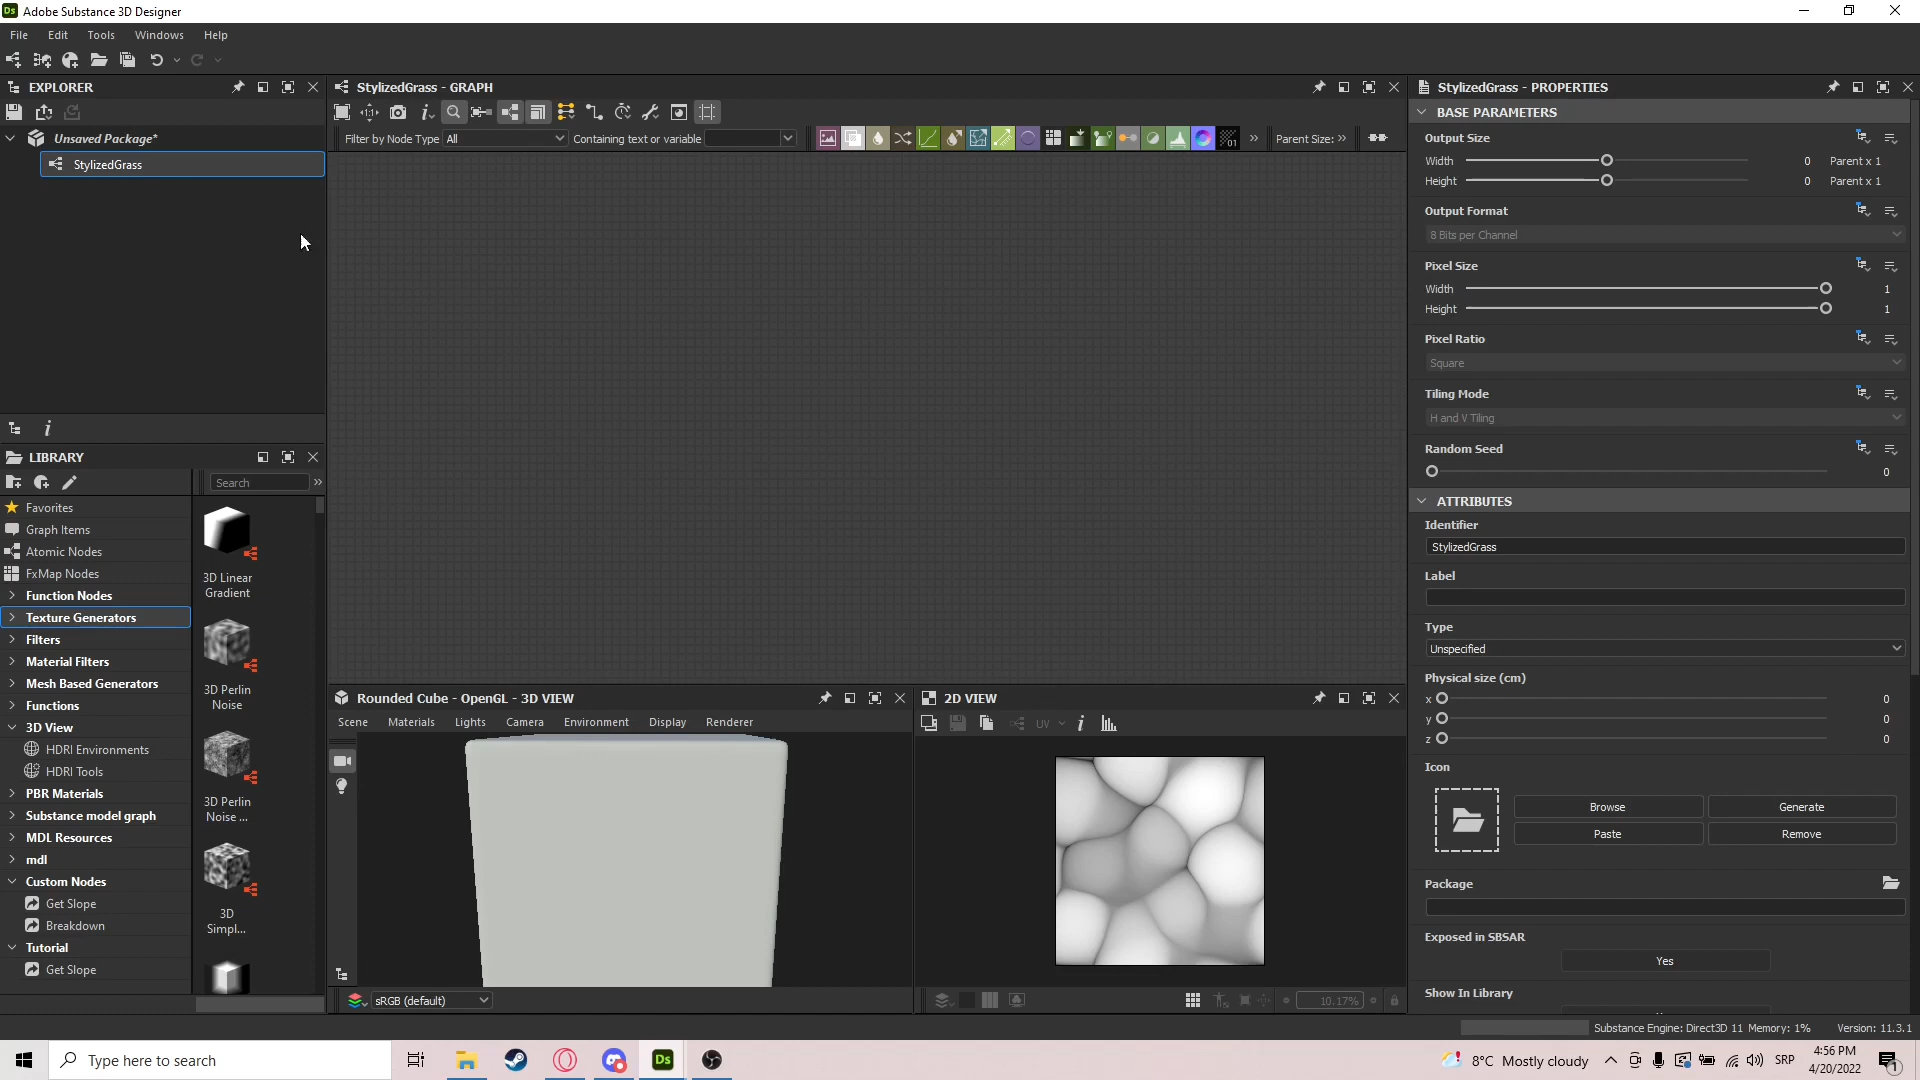 Adobe Substance 3D Designer
File Edit Tools Windows Help
EXPLORER
Unsaved Package*
StylizedGrass
StylizedGrass - GRAPH
Filter by Node Type All Containing text or variable Parent Size: »
StylizedGrass - PROPERTIES
BASE PARAMETERS
Output Size
Width 0 Parent x 1
Height 0 Parent x 1
Output Format
8 Bits per Channel
Pixel Size
Width 1
Height 1
Pixel Ratio
Square
Tiling Mode
H and V Tiling
Random Seed
0
ATTRIBUTES
Identifier
StylizedGrass
Label
Type
Unspecified
Physical size (cm)
x 0
y 0
z 0
Icon
Browse Generate
Paste Remove
Package
Exposed in SBSAR
Yes
Show In Library
LIBRARY
Search
Favorites
Graph Items
Atomic Nodes
FxMap Nodes
Function Nodes
Texture Generators
Filters
Material Filters
Mesh Based Generators
Functions
3D View
HDRI Environments
HDRI Tools
PBR Materials
Substance model graph
MDL Resources
mdl
Custom Nodes
Get Slope
Breakdown
Tutorial
Get Slope
3D Linear
Gradient
3D Perlin
Noise
3D Perlin
Noise ...
3D
Simpl...
Rounded Cube - OpenGL - 3D VIEW
Scene Materials Lights Camera Environment Display Renderer
sRGB (default)
2D VIEW
UV
10.17%
Substance Engine: Direct3D 11 Memory: 1% Version: 11.3.1
Type here to search
8°C Mostly cloudy
SRP
4:56 PM
4/20/2022
1